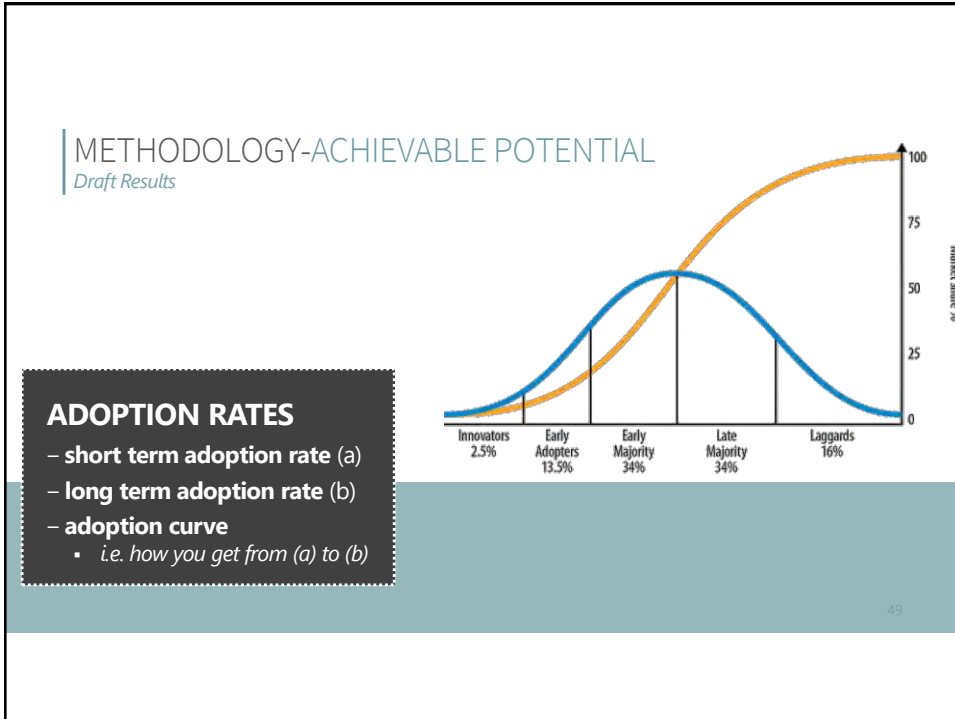 METHODOLOGY-ACHIEVABLE POTENTIAL
Draft Results
100
75
50
25
0
Market share %
Innovators
2.5%
Early
Adopters
13.5%
Early
Majority
34%
Late
Majority
34%
Laggards
16%
ADOPTION RATES
– short term adoption rate (a)
– long term adoption rate (b)
– adoption curve
▪ i.e. how you get from (a) to (b)
49